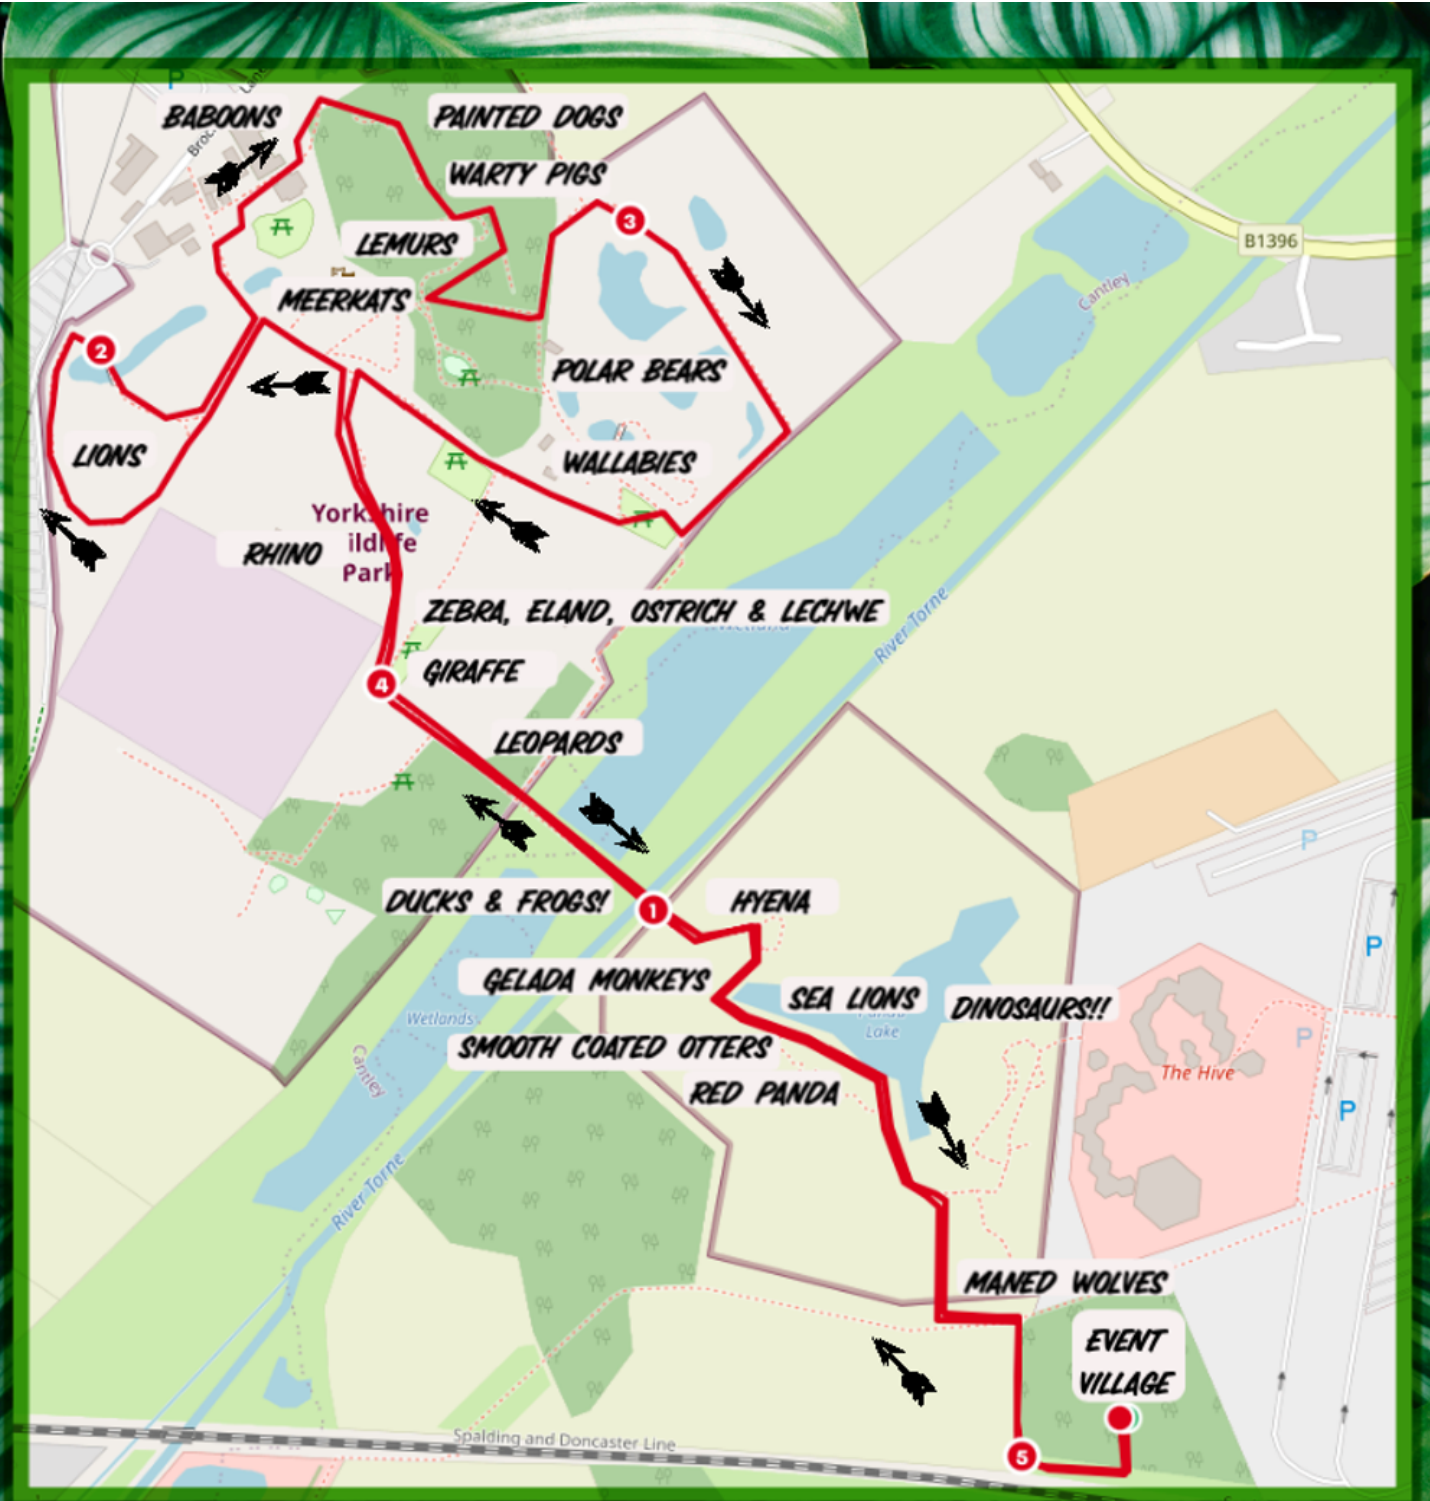 P
BABOONS
PAINTED DOGS
WARTY PIGS
3
LEMURS
B1396
MEERKATS
Cantley
2
POLAR BEARS
LIONS
WALLABIES
Yorkshire
RHINO
Park
ZEBRA, ELAND, OSTRICH & LECHWE
River Torne
GIRAFFE
4
LEOPARDS
P
DUCKS & FROGS!
1
HYENA
P
GELADA MONKEYS
SEA LIONS
DINOSAURS!!
Wetlands
Lake
P
SMOOTH COATED OTTERS
Cantley
The Hive
RED PANDA
P
River Torne
MANED WOLVES
EVENT
VILLAGE
Spalding and Doncaster Line
5